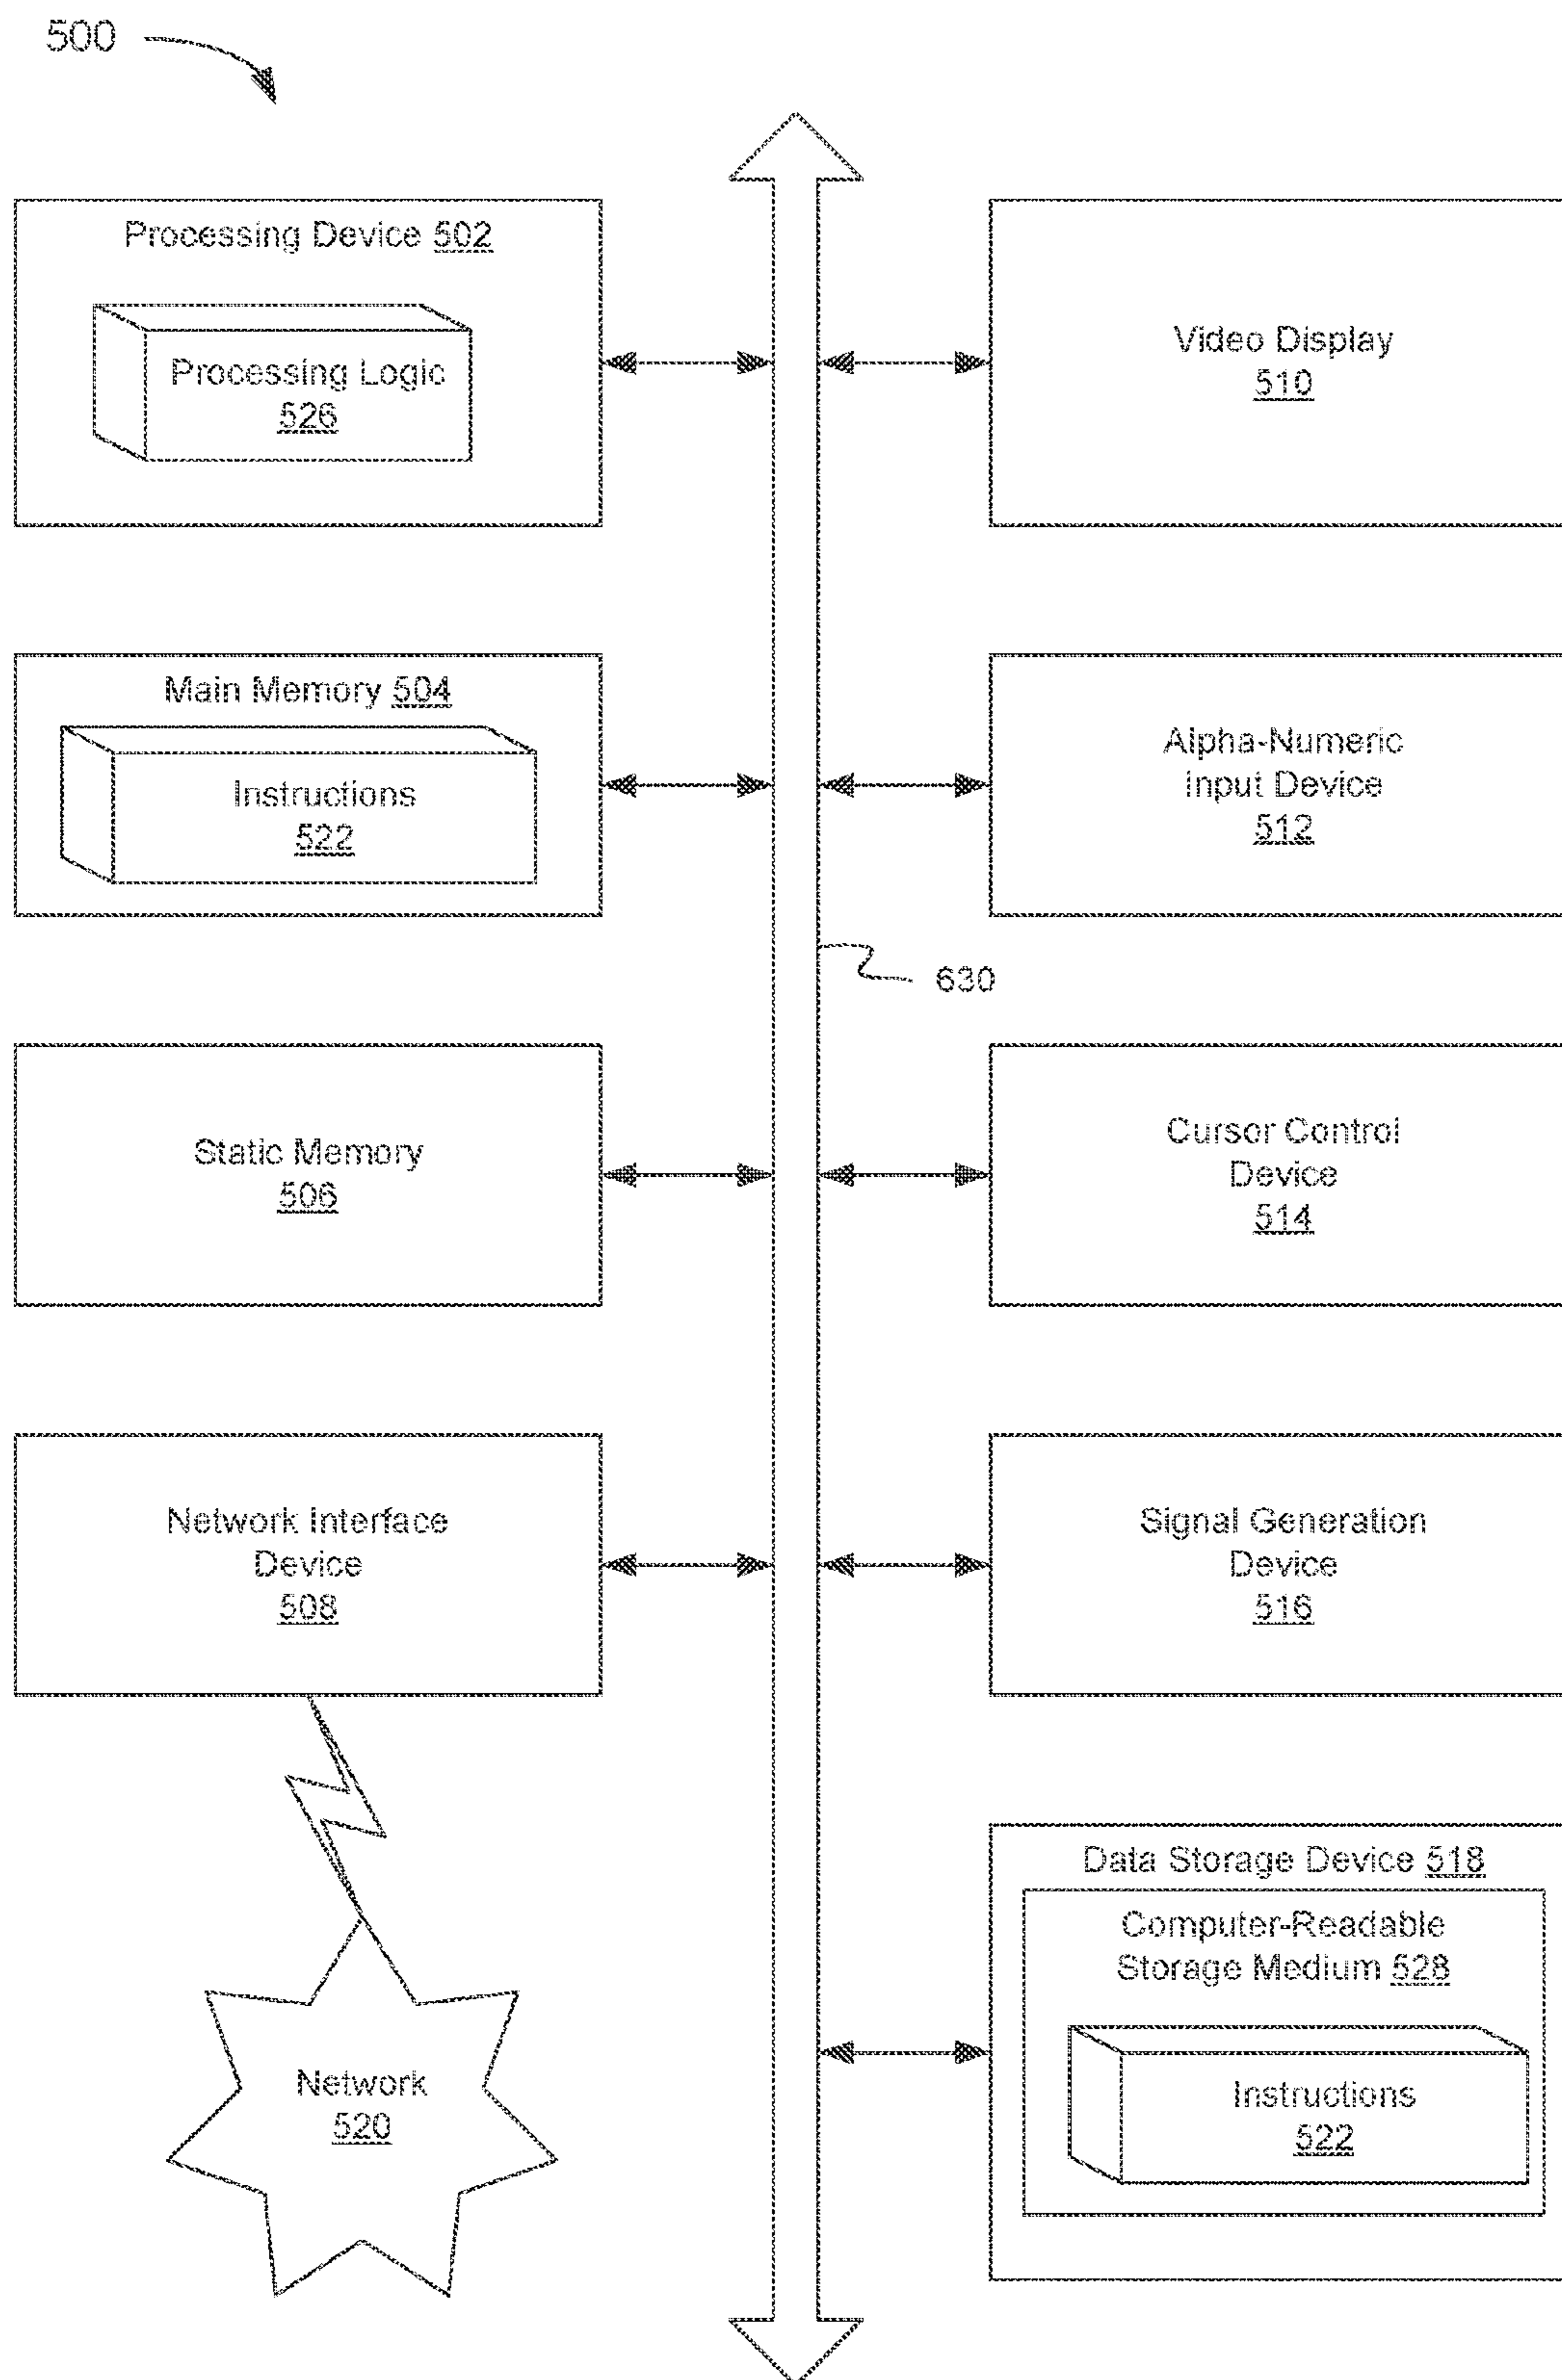 500
Processing Device 502
Processing Logic
526
Video Display
510
Main Memory 504
Instructions
522
Alpha-Numeric
Input Device
512
630
Static Memory
506
Cursor Control
Device
514
Network Interface
Device
508
Signal Generation
Device
516
Data Storage Device 518
Computer-Readable
Storage Medium 528
Instructions
522
Network
520